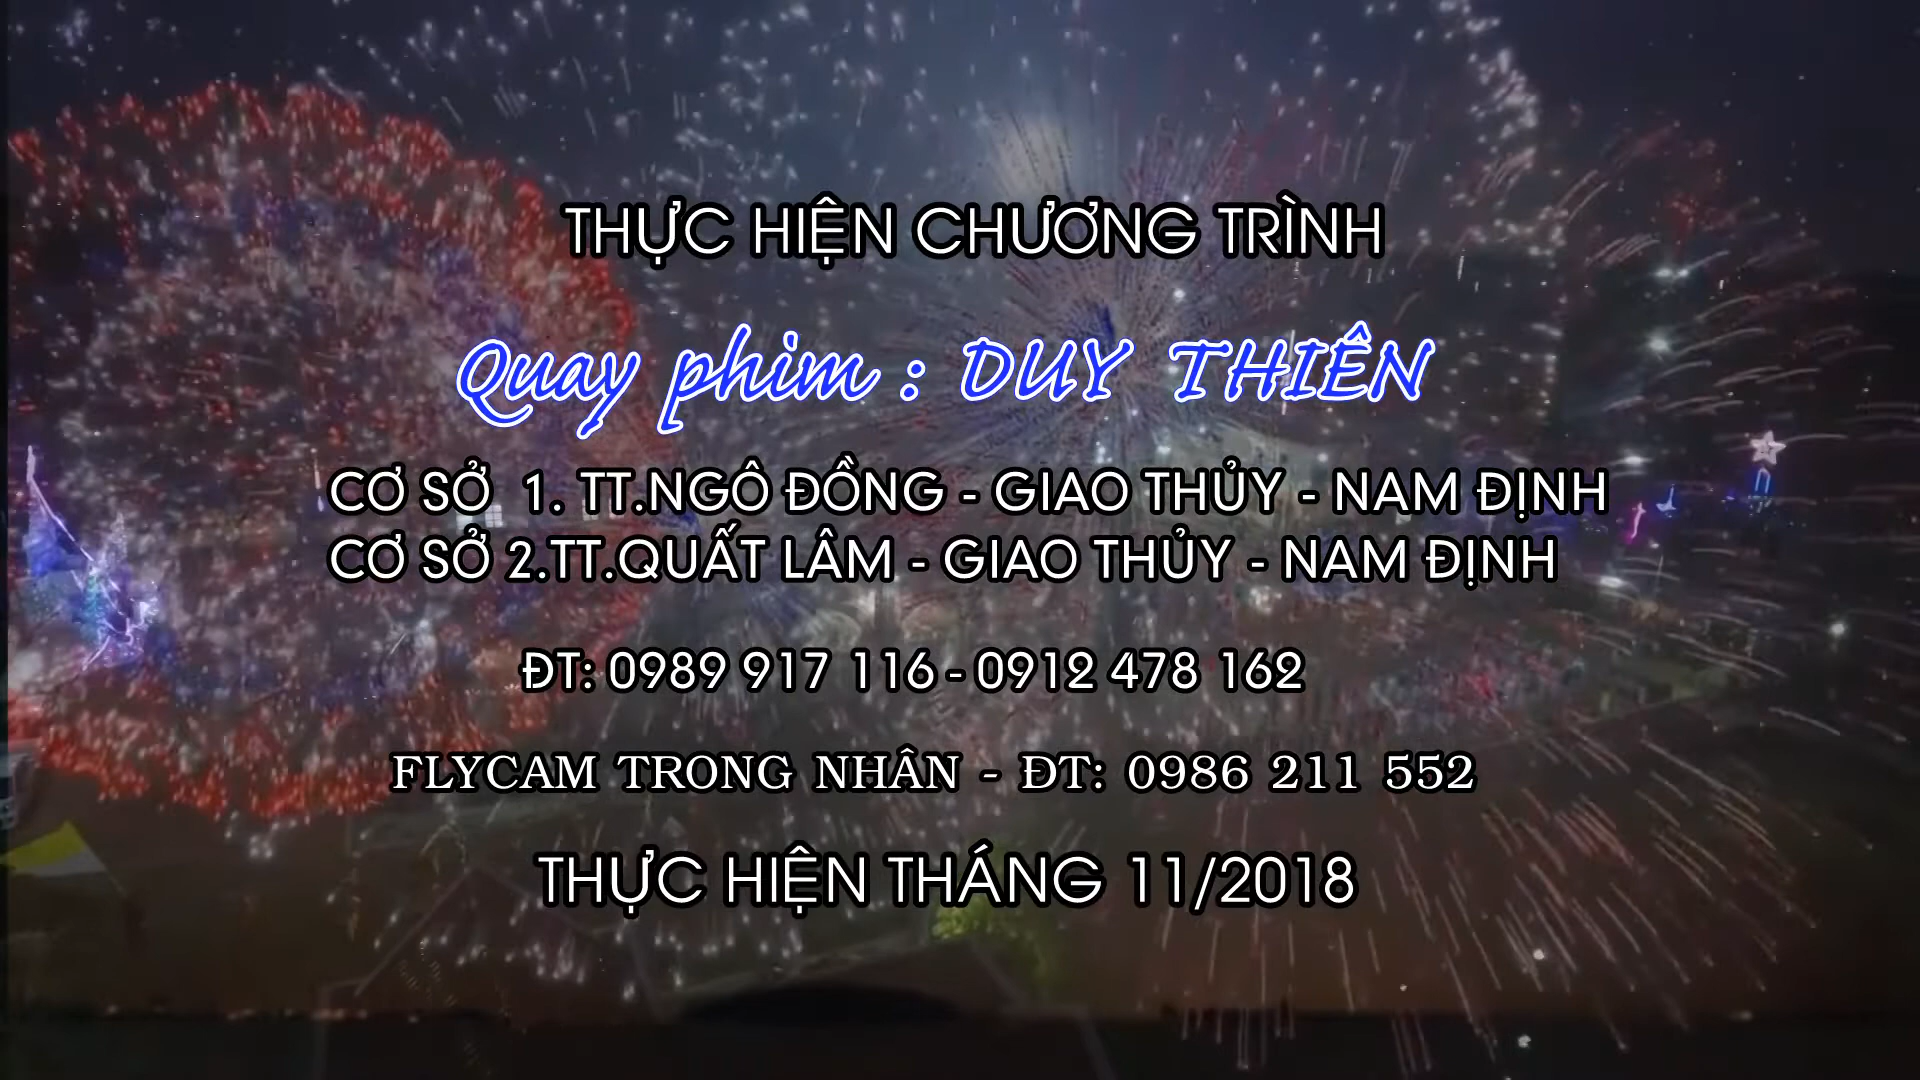 THỰC HIỆN CHƯƠNG TRÌNH
Quay phim : DUY THIÊN
CƠ SỞ 1. TT.NGÔ ĐỒNG - GIAO THỦY - NAM ĐỊNH
CƠ SỞ 2.TT.QUẤT LÂM - GIAO THỦY - NAM ĐỊNH
ĐT: 0989 917 116 - 0912 478 162
FLYCAM TRONG NHÂN - ĐT: 0986 211 552
THỰC HIỆN THÁNG 11/2018